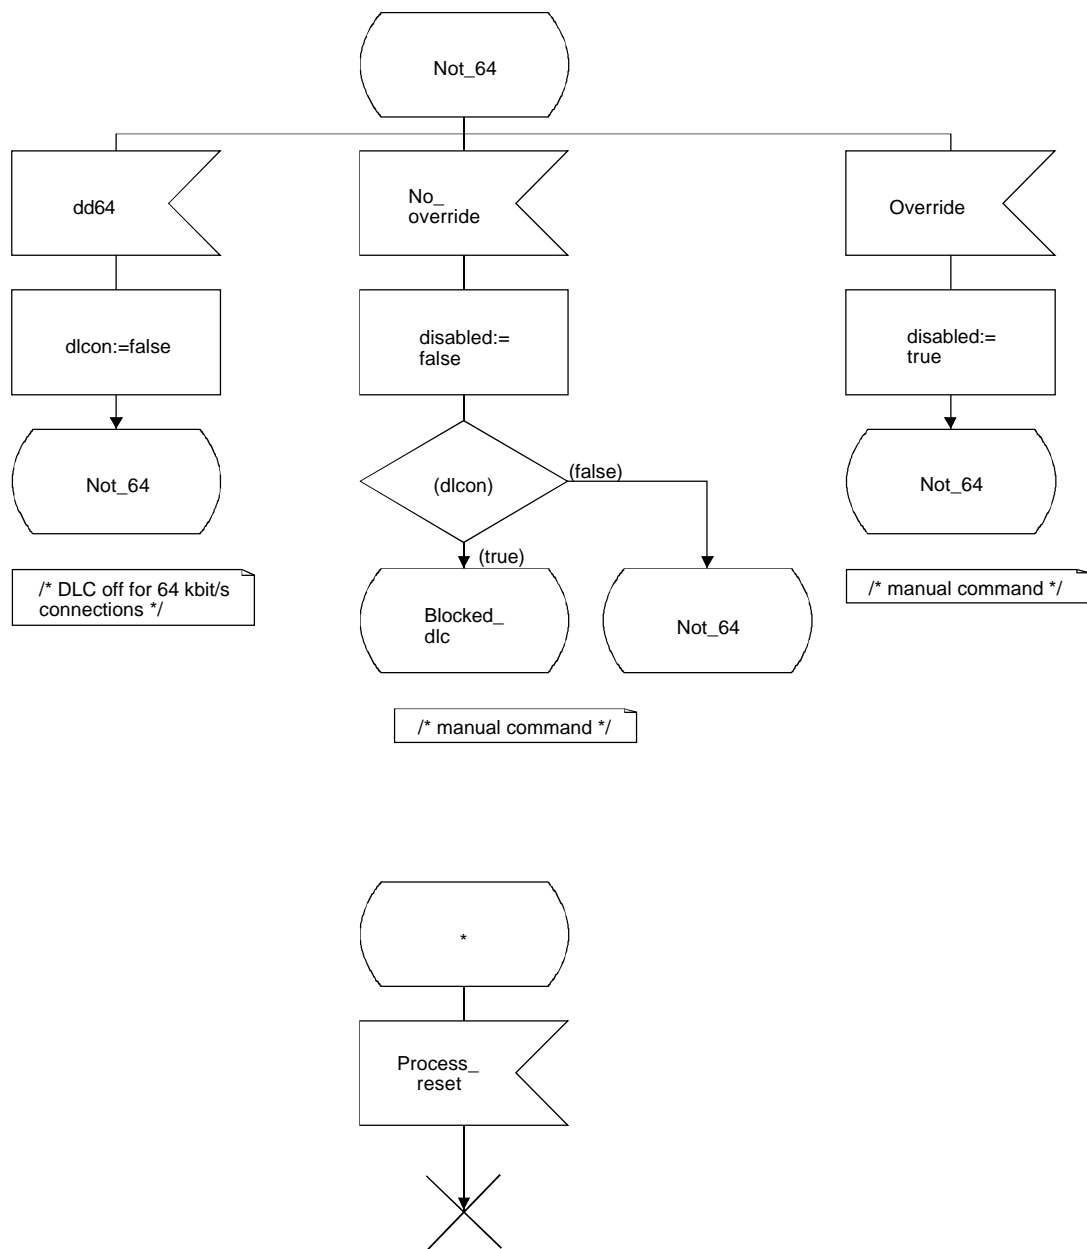 Not_64
dd64
No_
override
Override
dlcon:=false
disabled:=
false
disabled:=
true
Not_64
(dlcon)
(false)
Not_64
(true)
/* DLC off for 64 kbit/s
connections */
/* manual command */
Blocked_
dlc
Not_64
/* manual command */
*
Process_
reset